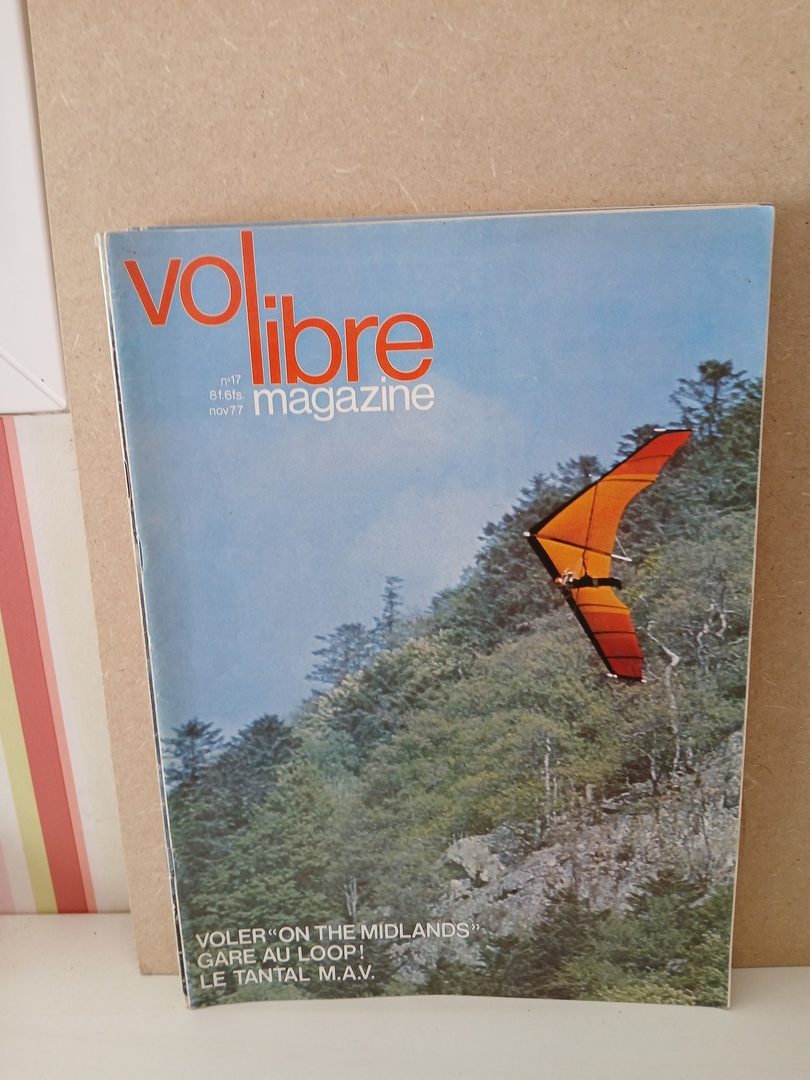 vol
libre
magazine
n°17
8f.6fs.
nov77
VOLER“ON THE MIDLANDS”
GARE AU LOOP!
LE TANTAL M.A.V.